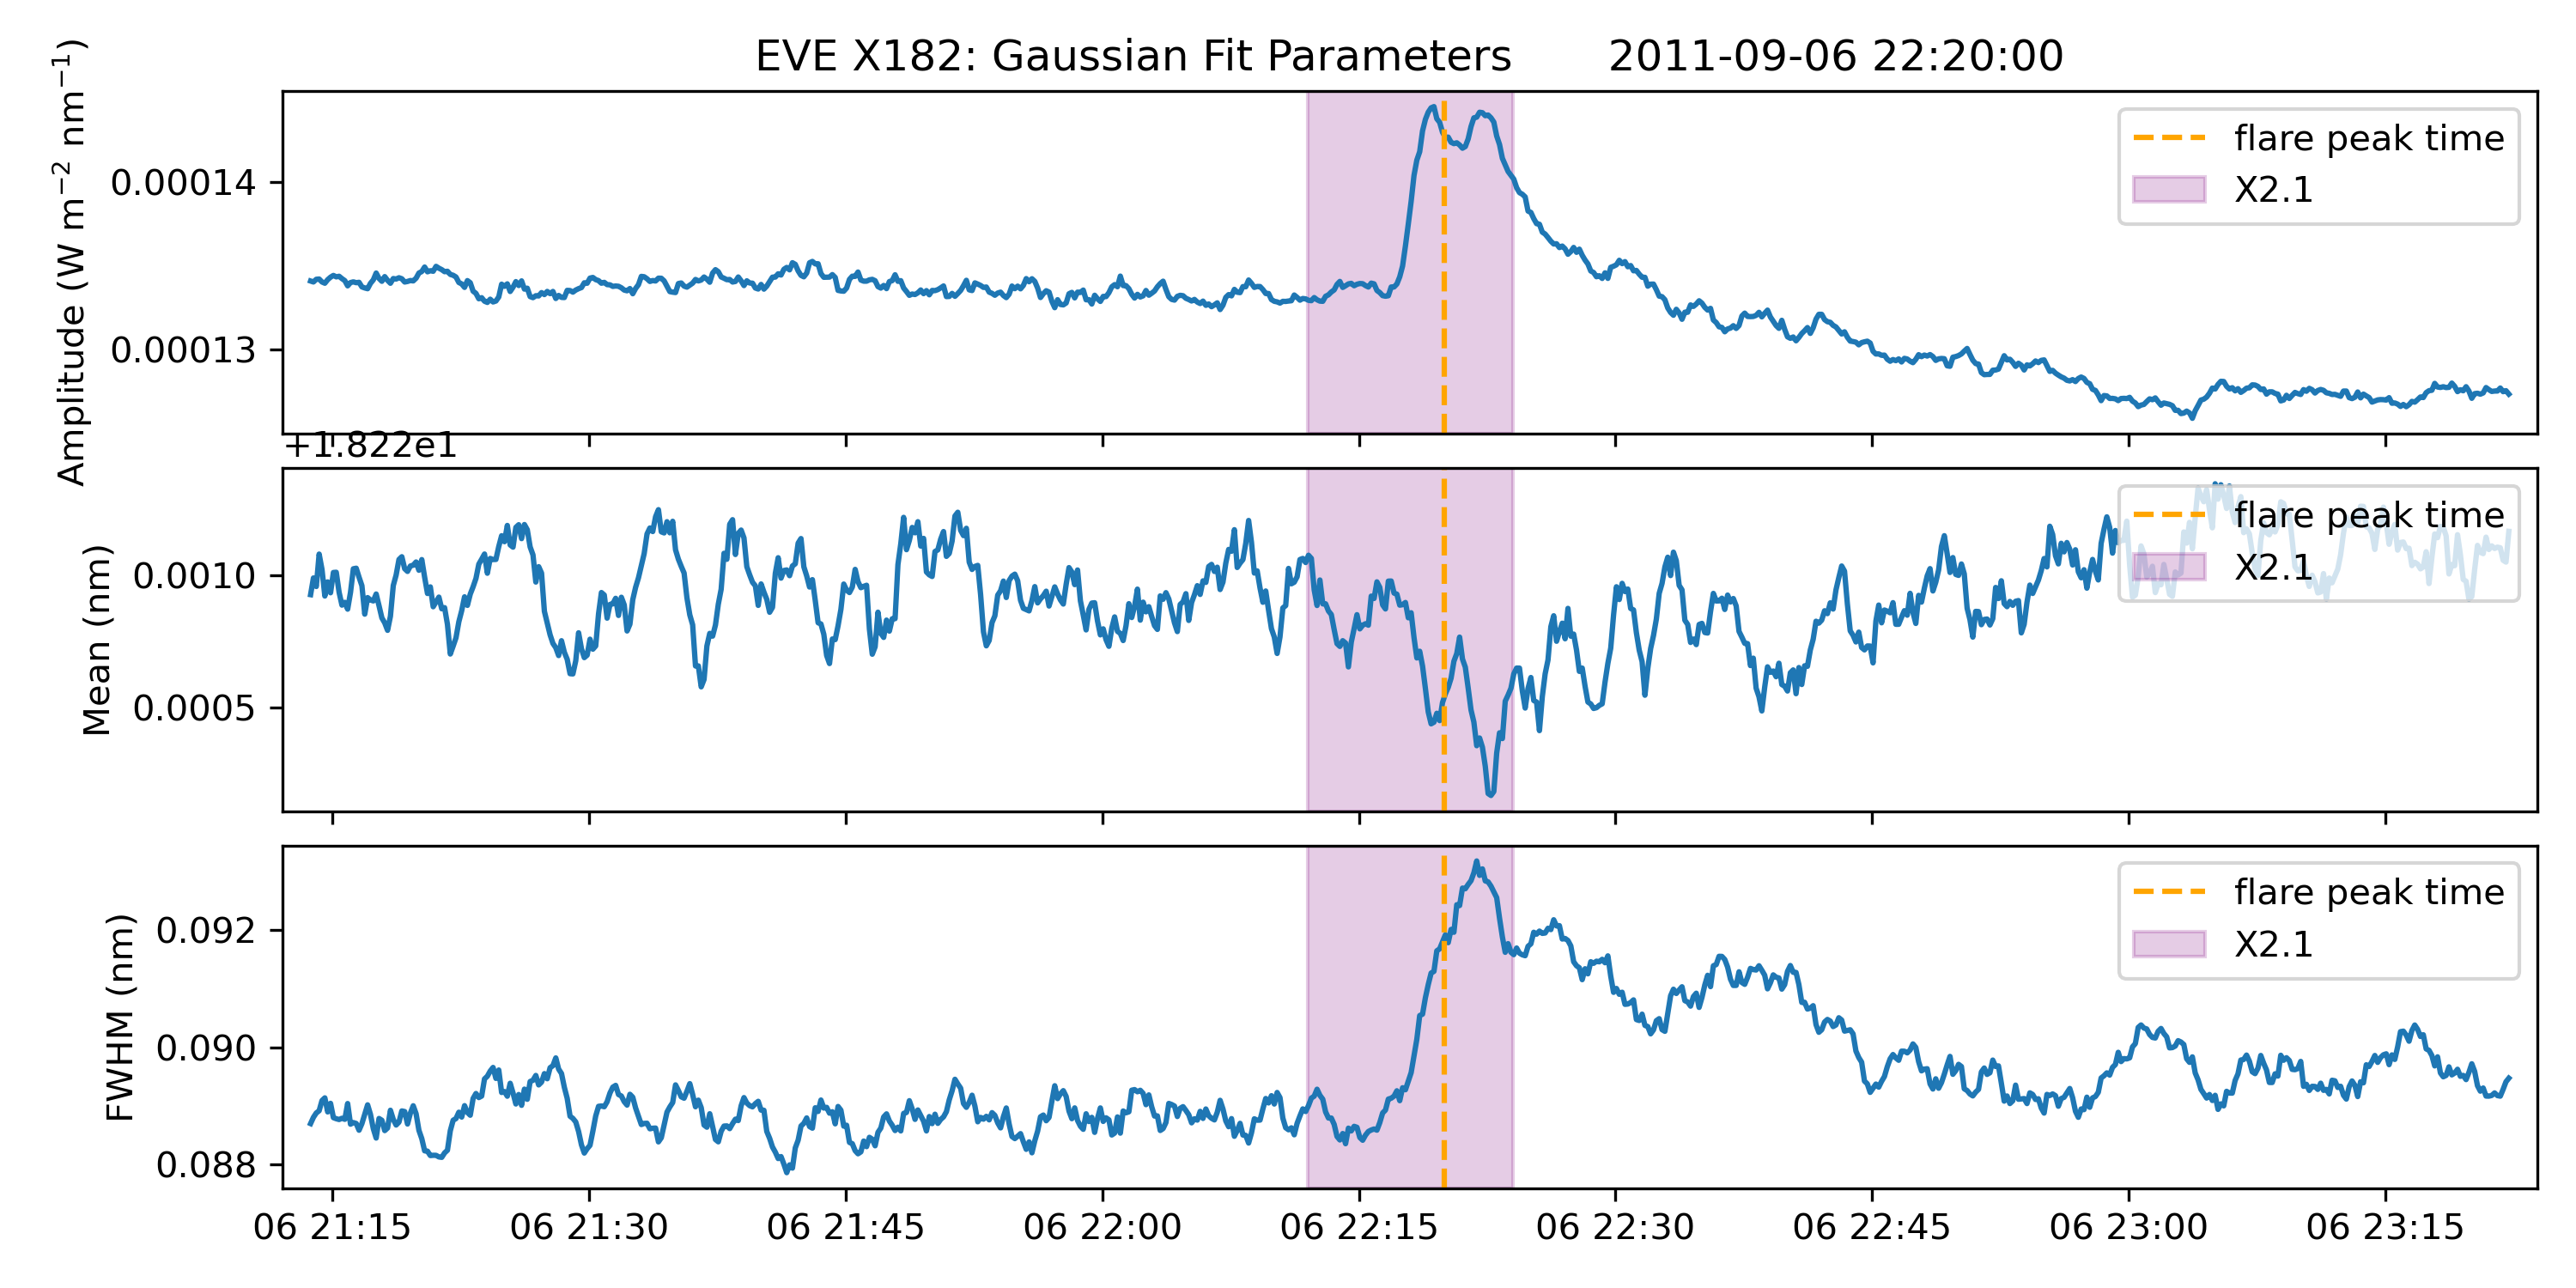 EVE X182: Gaussian Fit Parameters 2011-09-06 22:20:00
Amplitude (W m⁻² nm⁻¹)
0.00014
0.00013
flare peak time
X2.1
+1.822e1
Mean (nm)
0.0010
0.0005
flare peak time
X2.1
FWHM (nm)
0.092
0.090
0.088
flare peak time
X2.1
06 21:15 06 21:30 06 21:45 06 22:00 06 22:15 06 22:30 06 22:45 06 23:00 06 23:15